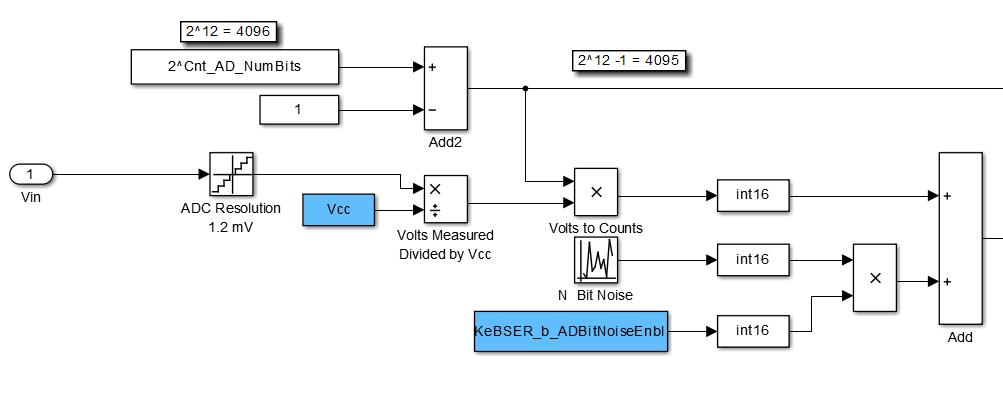 2^12 = 4096
2^Cnt_AD_NumBits
2^12 -1 = 4095
1
+
−
Add2
1
Vin
ADC Resolution
1.2 mV
Vcc
×
÷
Volts Measured
Divided by Vcc
×
Volts to Counts
int16
N Bit Noise
int16
KeBSER_b_ADBitNoiseEnbl
int16
×
+
+
Add